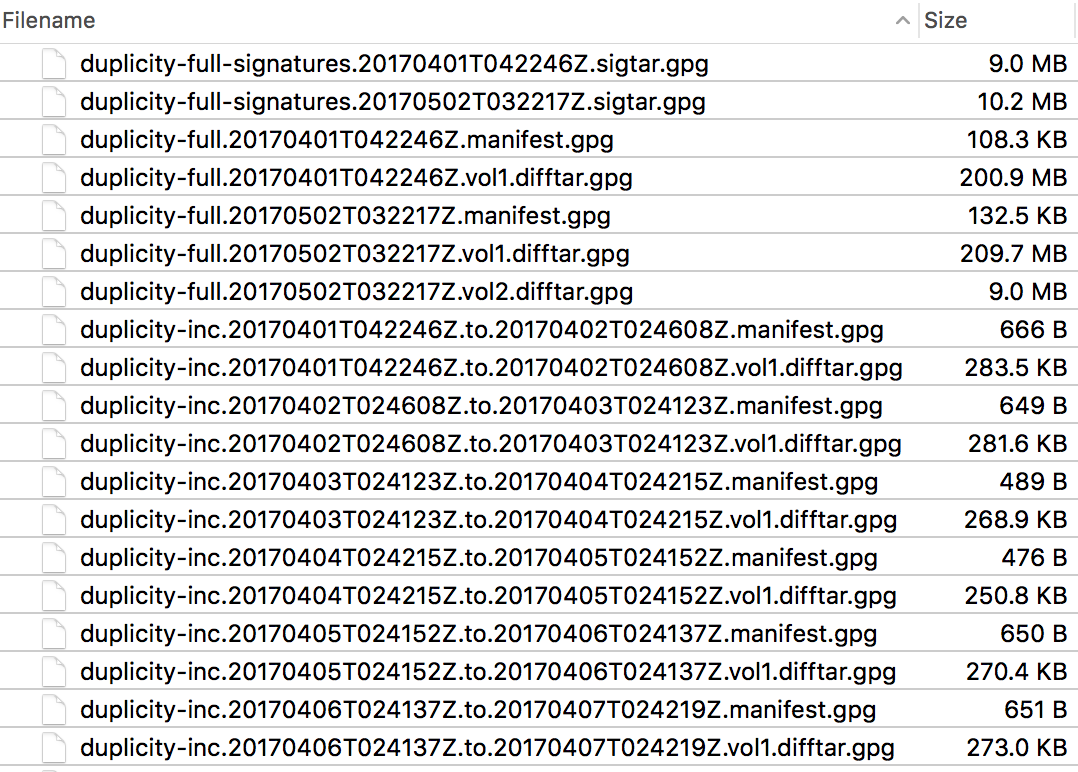 Filename Size
duplicity-full-signatures.20170401T042246Z.sigtar.gpg 9.0 MB
duplicity-full-signatures.20170502T032217Z.sigtar.gpg 10.2 MB
duplicity-full.20170401T042246Z.manifest.gpg 108.3 KB
duplicity-full.20170401T042246Z.vol1.difftar.gpg 200.9 MB
duplicity-full.20170502T032217Z.manifest.gpg 132.5 KB
duplicity-full.20170502T032217Z.vol1.difftar.gpg 209.7 MB
duplicity-full.20170502T032217Z.vol2.difftar.gpg 9.0 MB
duplicity-inc.20170401T042246Z.to.20170402T024608Z.manifest.gpg 666 B
duplicity-inc.20170401T042246Z.to.20170402T024608Z.vol1.difftar.gpg 283.5 KB
duplicity-inc.20170402T024608Z.to.20170403T024123Z.manifest.gpg 649 B
duplicity-inc.20170402T024608Z.to.20170403T024123Z.vol1.difftar.gpg 281.6 KB
duplicity-inc.20170403T024123Z.to.20170404T024215Z.manifest.gpg 489 B
duplicity-inc.20170403T024123Z.to.20170404T024215Z.vol1.difftar.gpg 268.9 KB
duplicity-inc.20170404T024215Z.to.20170405T024152Z.manifest.gpg 476 B
duplicity-inc.20170404T024215Z.to.20170405T024152Z.vol1.difftar.gpg 250.8 KB
duplicity-inc.20170405T024152Z.to.20170406T024137Z.manifest.gpg 650 B
duplicity-inc.20170405T024152Z.to.20170406T024137Z.vol1.difftar.gpg 270.4 KB
duplicity-inc.20170406T024137Z.to.20170407T024219Z.manifest.gpg 651 B
duplicity-inc.20170406T024137Z.to.20170407T024219Z.vol1.difftar.gpg 273.0 KB